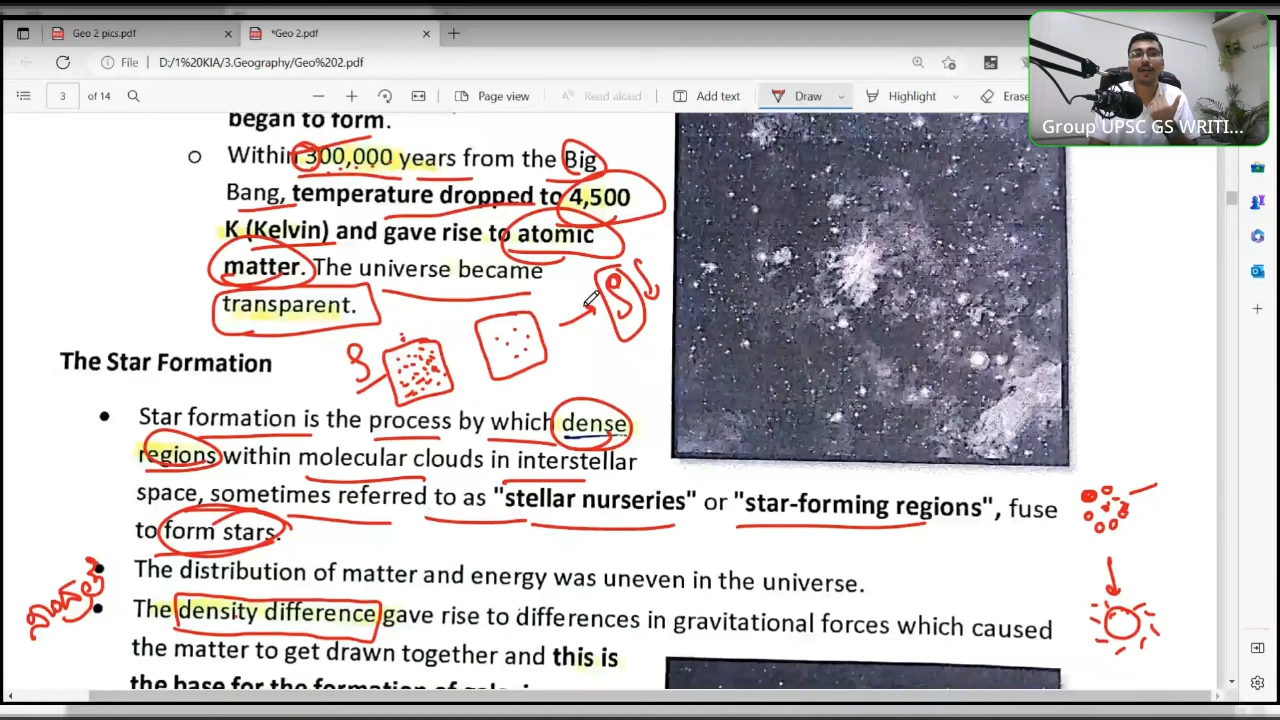 Geo 2 pics.pdf
*Geo 2.pdf
File
D:/1%20KIA/3.Geography/Geo%202.pdf
3 of 14
Page view
Read aloud
Add text
Draw
Highlight
Erase
Group UPSC GS WRITI...
began to form.
Within 300,000 years from the Big
Bang, temperature dropped to 4,500
K (Kelvin) and gave rise to atomic
matter. The universe became
transparent.
The Star Formation
Star formation is the process by which dense
regions within molecular clouds in interstellar
space, sometimes referred to as "stellar nurseries" or "star-forming regions", fuse
to form stars.
The distribution of matter and energy was uneven in the universe.
The density difference gave rise to differences in gravitational forces which caused
the matter to get drawn together and this is
the base for the formation of